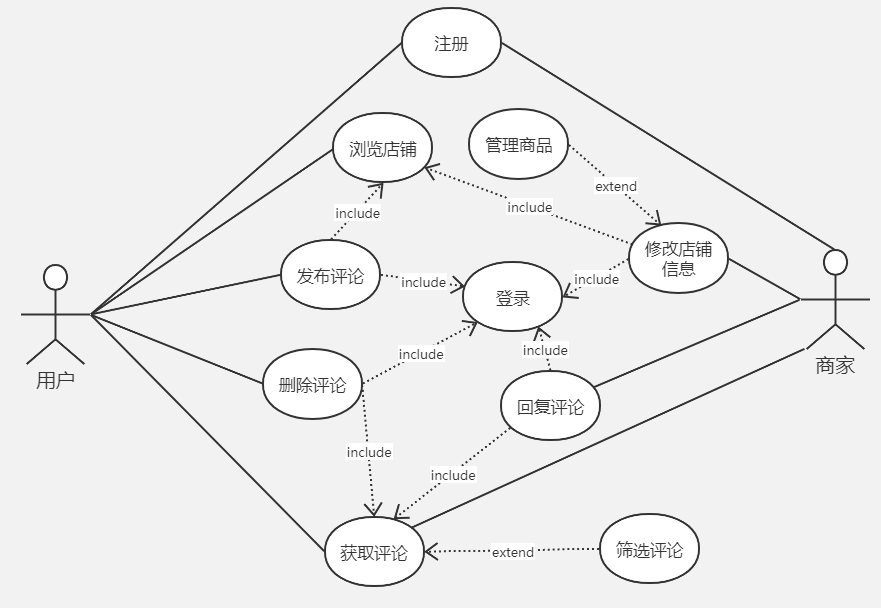 注册
浏览店铺
管理商品
extend
include
include
修改店铺
信息
发布评论
include
include
登录
include
include
用户
商家
删除评论
回复评论
include
include
获取评论
extend
筛选评论